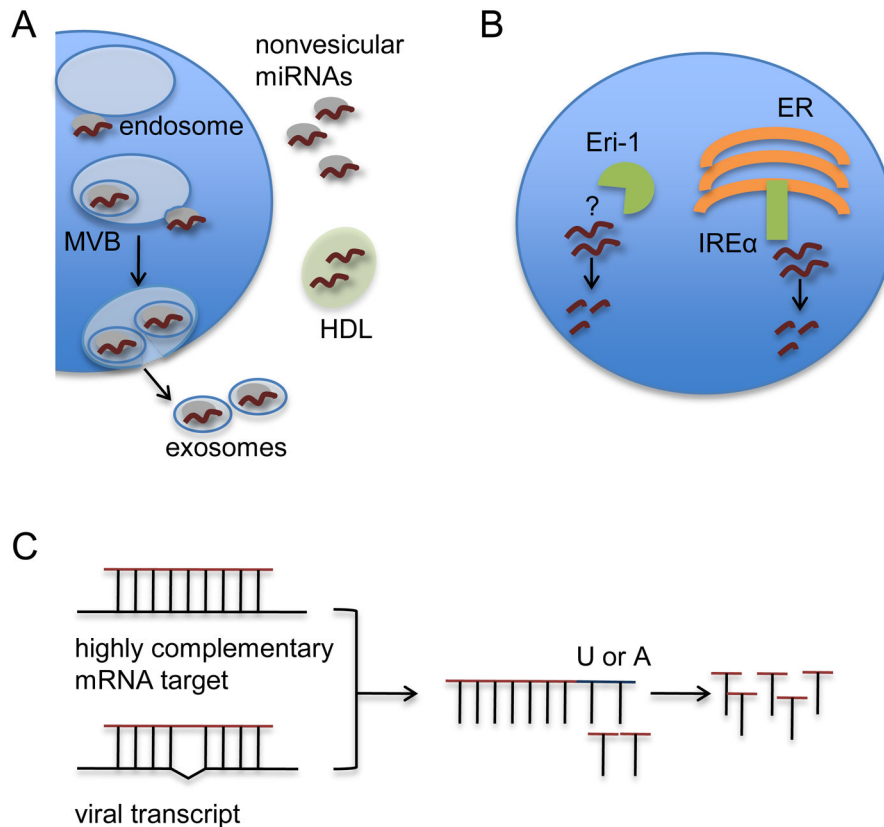 A
nonvesicular
miRNAs
endosome
MVB
HDL
exosomes
B
ER
Eri-1
?
IREα
C
highly complementary
mRNA target
viral transcript
U or A